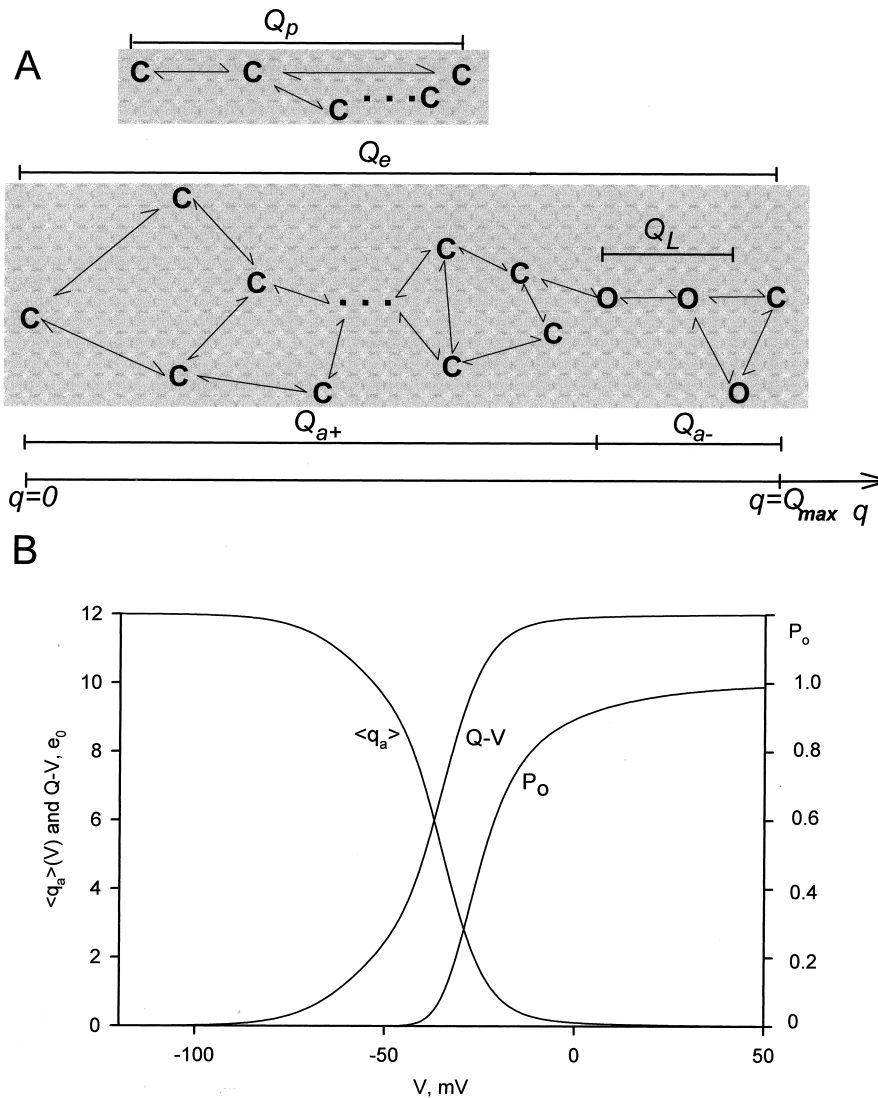 Qp
A
C C C
C ...C
Qe
C
QL
C
C C
... O O C
C
C
C
C
C O
C
Qa+ Qa-
q=0 q=Qmax q
B
12
Po
10 1.0
<qa> Q-V
8 0.8
Po
6 0.6
4 0.4
2 0.2
0 0
<qa>(V) and Q-V, e0
-100 -50 0 50
V, mV